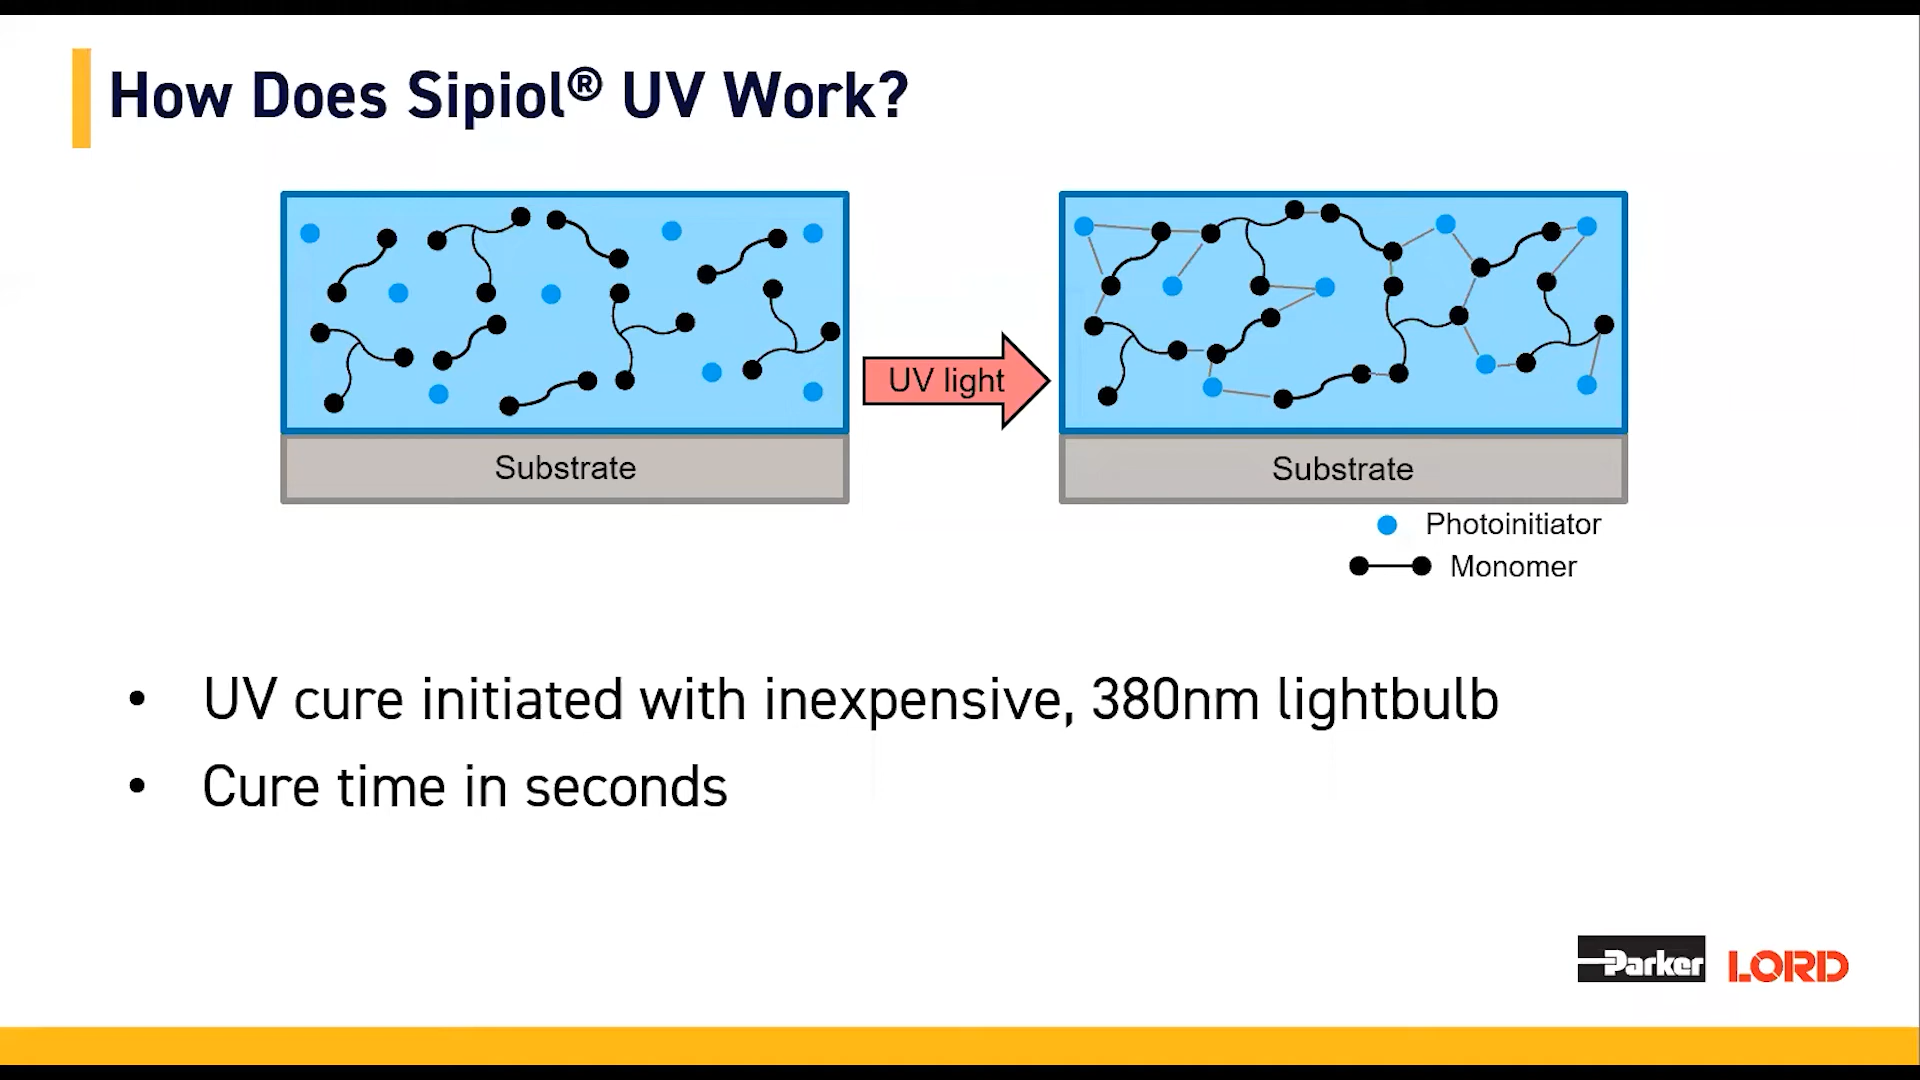 How Does Sipiol® UV Work?
UV light
Substrate
Substrate
Photoinitiator
Monomer
• UV cure initiated with inexpensive, 380nm lightbulb
• Cure time in seconds
Parker LORD